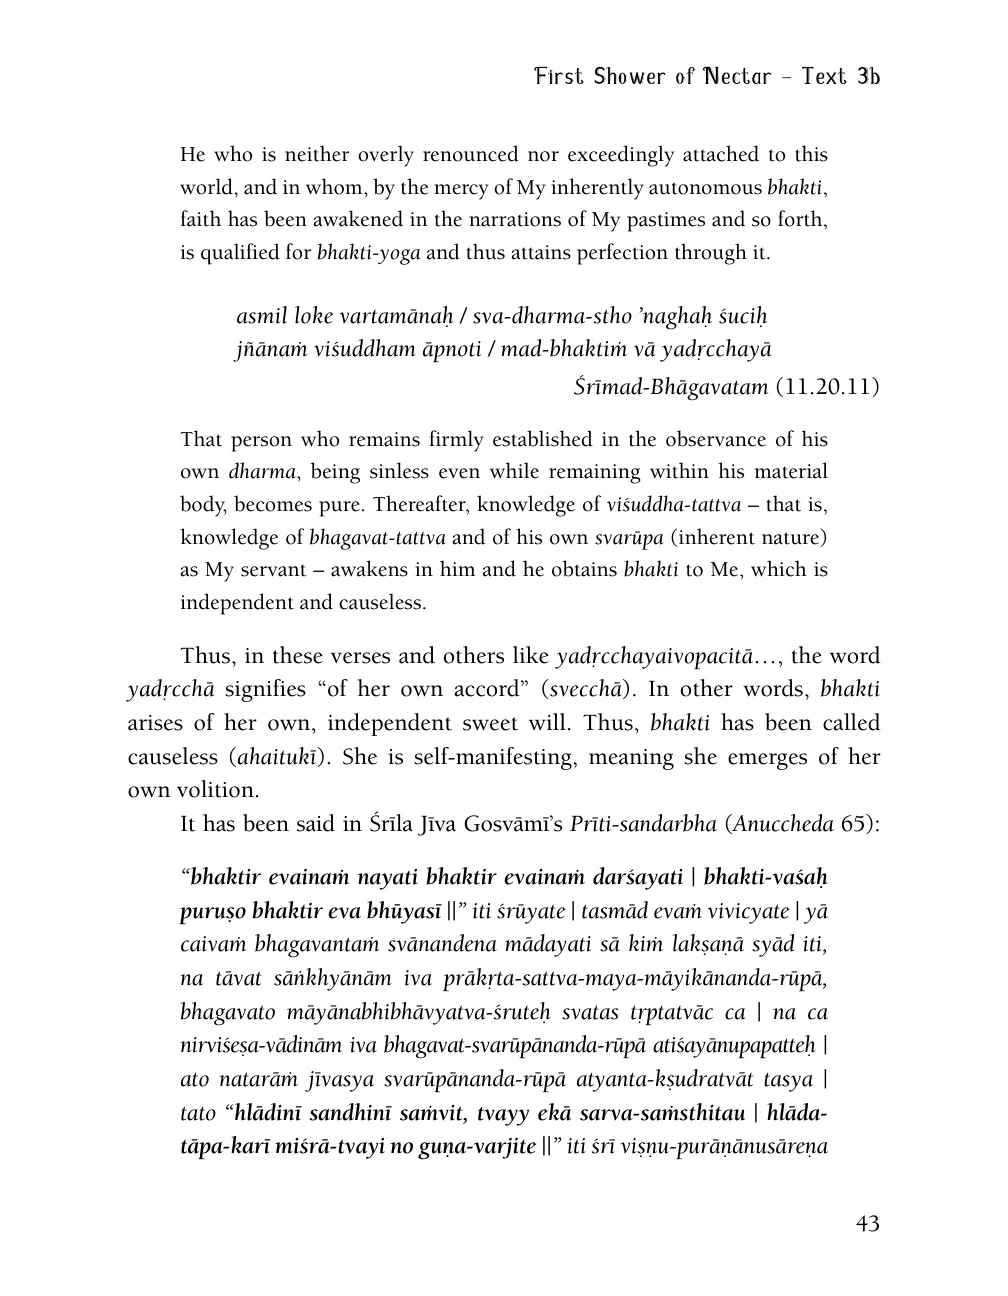 First Shower of Nectar – Text 3b
He who is neither overly renounced nor exceedingly attached to this
world, and in whom, by the mercy of My inherently autonomous bhakti,
faith has been awakened in the narrations of My pastimes and so forth,
is qualified for bhakti-yoga and thus attains perfection through it.
asmil loke vartamānaḥ / sva-dharma-stho ’naghaḥ śuciḥ
jñānaṁ viśuddham āpnoti / mad-bhaktiṁ vā yadṛcchayā
Śrīmad-Bhāgavatam (11.20.11)
That person who remains firmly established in the observance of his
own dharma, being sinless even while remaining within his material
body, becomes pure. Thereafter, knowledge of viśuddha-tattva – that is,
knowledge of bhagavat-tattva and of his own svarūpa (inherent nature)
as My servant – awakens in him and he obtains bhakti to Me, which is
independent and causeless.
Thus, in these verses and others like yadṛcchayaivopacitā…, the word
yadṛcchā signifies “of her own accord” (svecchā). In other words, bhakti
arises of her own, independent sweet will. Thus, bhakti has been called
causeless (ahaitukī). She is self-manifesting, meaning she emerges of her
own volition.
It has been said in Śrīla Jīva Gosvāmī’s Prīti-sandarbha (Anuccheda 65):
“bhaktir evainaṁ nayati bhaktir evainaṁ darśayati | bhakti-vaśaḥ
puruṣo bhaktir eva bhūyasī ||” iti śrūyate | tasmād evaṁ vivicyate | yā
caivaṁ bhagavantaṁ svānandena mādayati sā kiṁ lakṣaṇā syād iti,
na tāvat sāṅkhyānām iva prākṛta-sattva-maya-māyikānanda-rūpā,
bhagavato māyānabhibhāvyatva-śruteḥ svatas tṛptatvāc ca | na ca
nirviśeṣa-vādinām iva bhagavat-svarūpānanda-rūpā atiśayānupapatteḥ |
ato natarāṁ jīvasya svarūpānanda-rūpā atyanta-kṣudratvāt tasya |
tato “hlādinī sandhinī saṁvit, tvayy ekā sarva-saṁsthitau | hlāda-
tāpa-karī miśrā-tvayi no guṇa-varjite ||” iti śrī viṣṇu-purāṇānusāreṇa
43